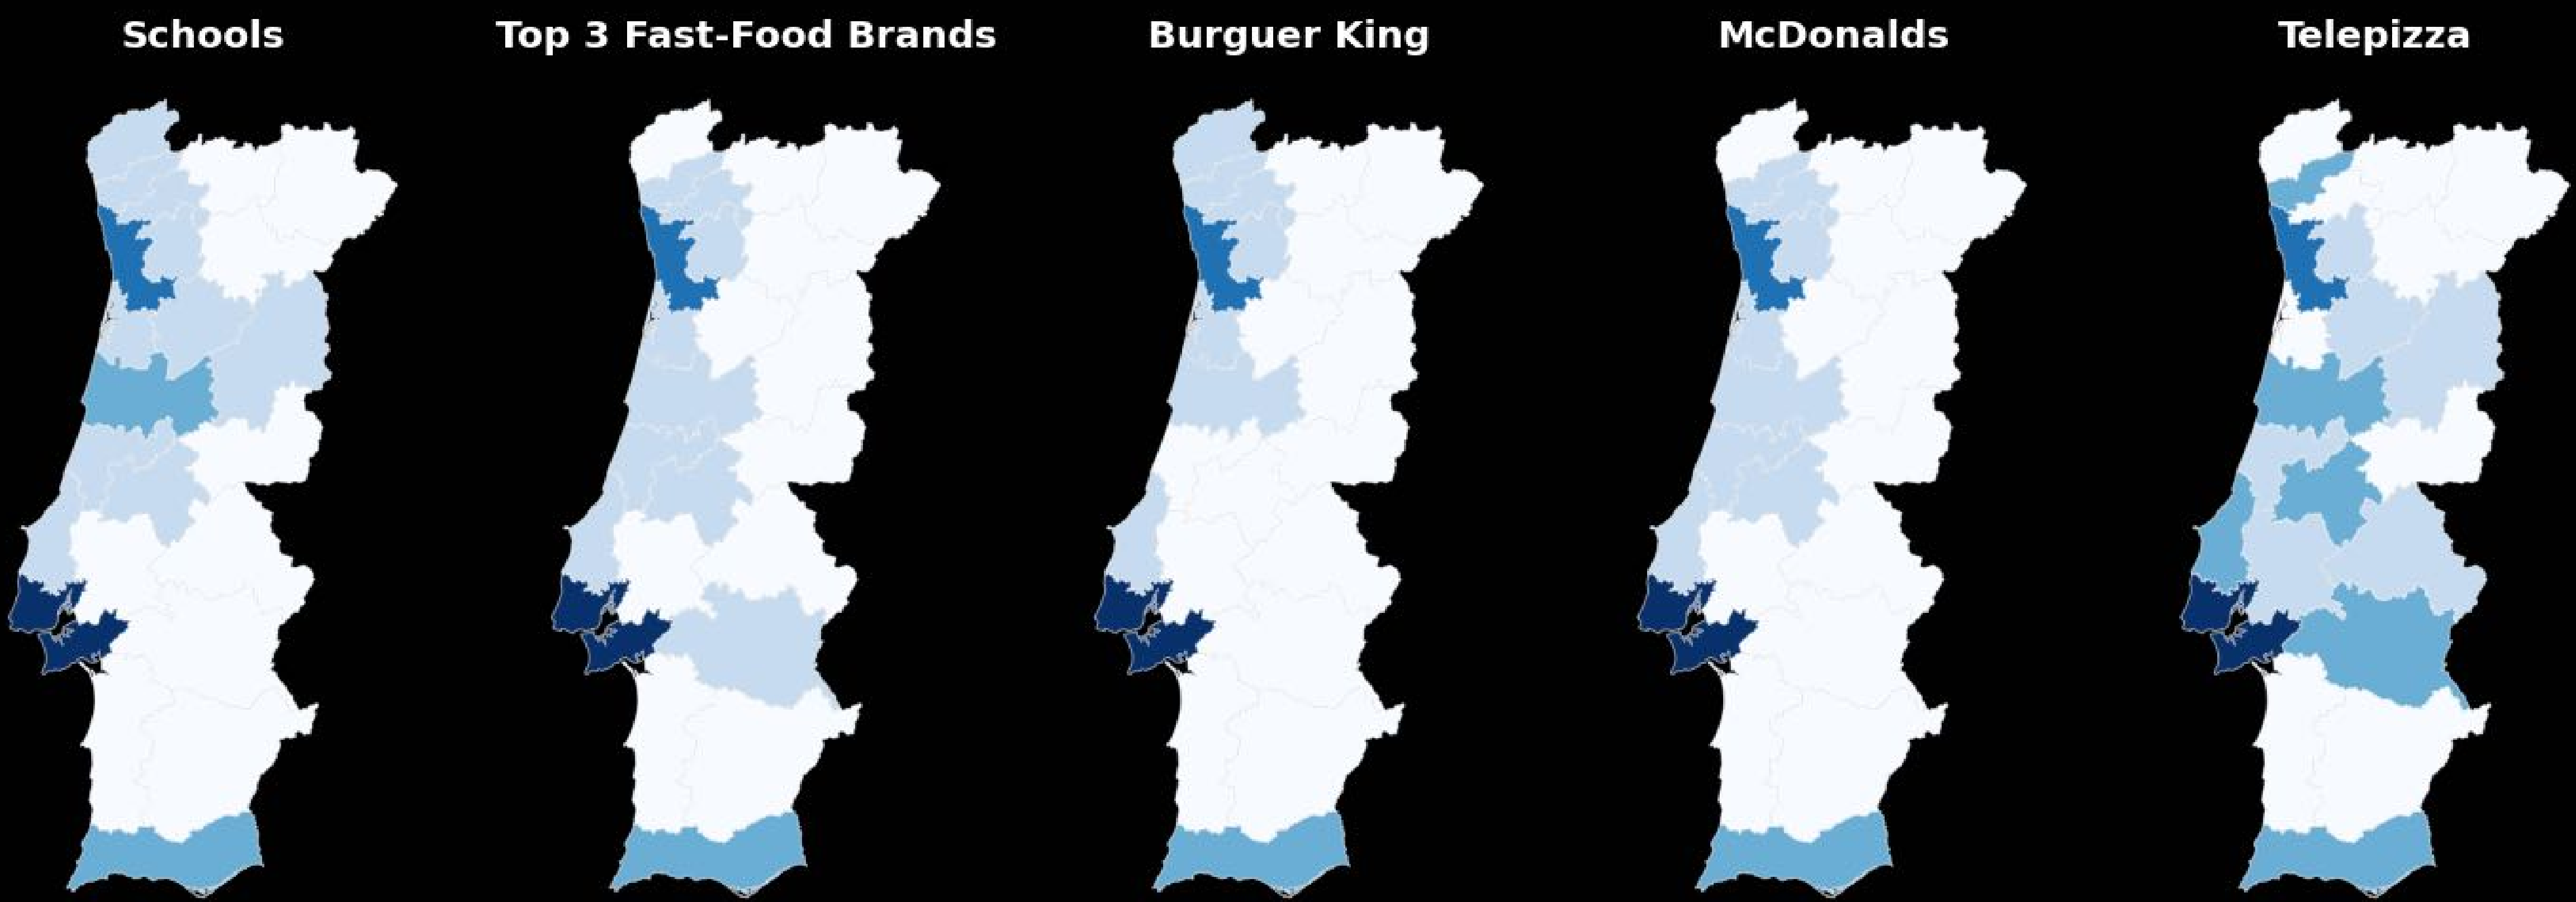 Schools
Top 3 Fast-Food Brands
Burguer King
McDonalds
Telepizza